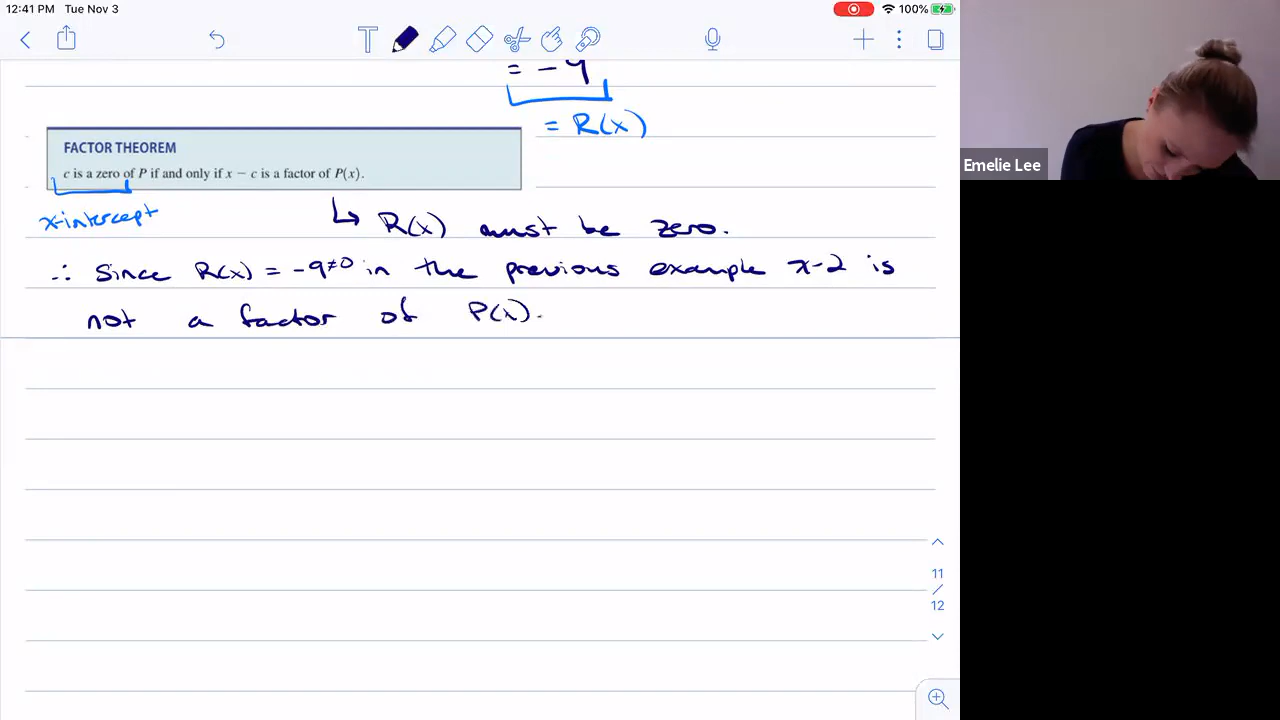 12:41 PM Tue Nov 3
100%
T
= -9
= R(x)
FACTOR THEOREM
c is a zero of P if and only if x − c is a factor of P(x).
x-intercept
↳ R(x) must be zero.
∴ Since R(x) = -9≠0 in the previous example x-2 is
not a factor of P(x).
11
/
12
Emelie Lee